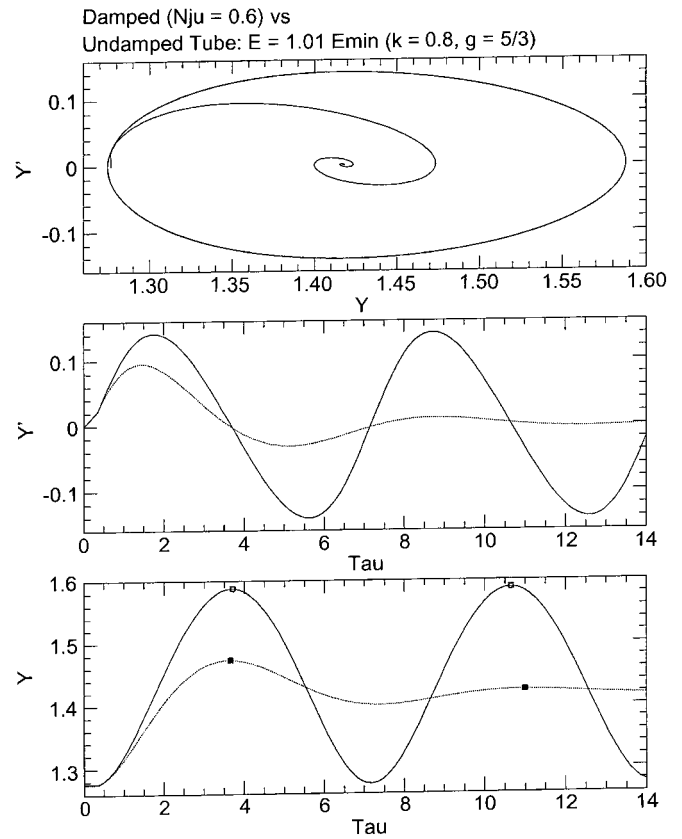 Damped (Nju = 0.6) vs
Undamped Tube: E = 1.01 Emin (k = 0.8, g = 5/3)
Y'
0.1
0
-0.1
1.30 1.35 1.40 1.45 1.50 1.55 1.60
Y
Y'
0.1
0
-0.1
0 2 4 6 8 10 12 14
Tau
Y
1.6
1.5
1.4
1.3
0 2 4 6 8 10 12 14
Tau